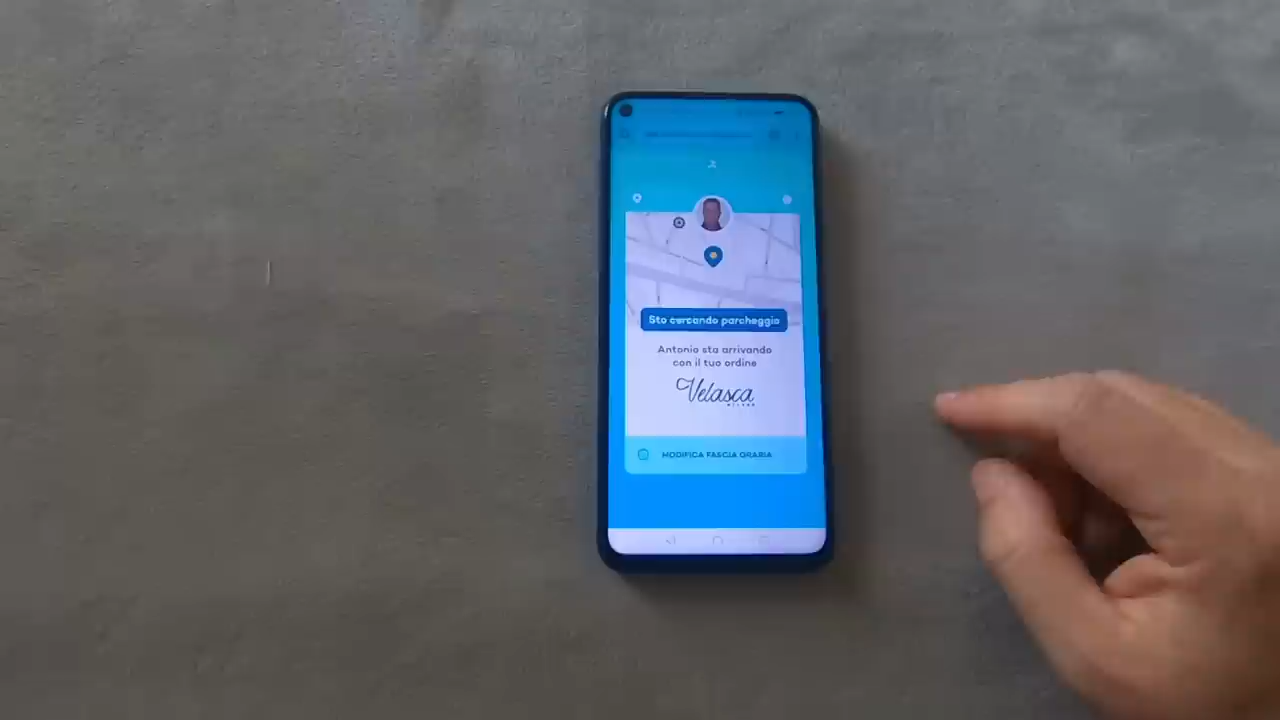 Sto cercando parcheggio
Antonio sta arrivando
con il tuo ordine
Velasca
MODIFICA FASCIA ORARIA